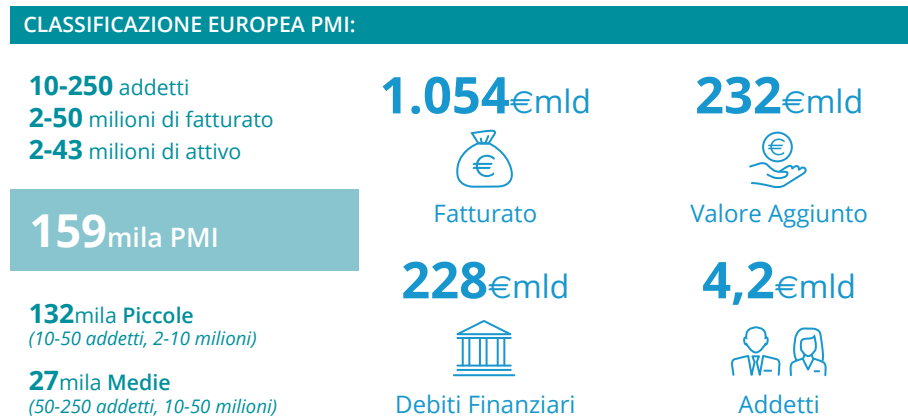 CLASSIFICAZIONE EUROPEA PMI:
10-250 addetti
2-50 milioni di fatturato
2-43 milioni di attivo
159mila PMI
132mila Piccole
(10-50 addetti, 2-10 milioni)
27mila Medie
(50-250 addetti, 10-50 milioni)
1.054€mld
€
Fatturato
232€mld
€
Valore Aggiunto
228€mld
Debiti Finanziari
4,2€mld
Addetti